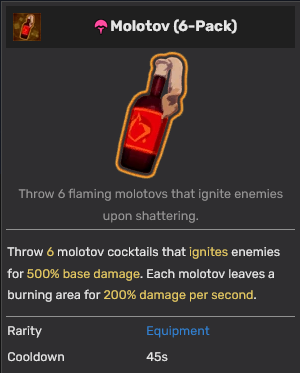 Molotov (6-Pack)
Throw 6 flaming molotovs that ignite enemies
upon shattering.
Throw 6 molotov cocktails that ignites enemies
for 500% base damage. Each molotov leaves a
burning area for 200% damage per second.
Rarity Equipment
Cooldown 45s